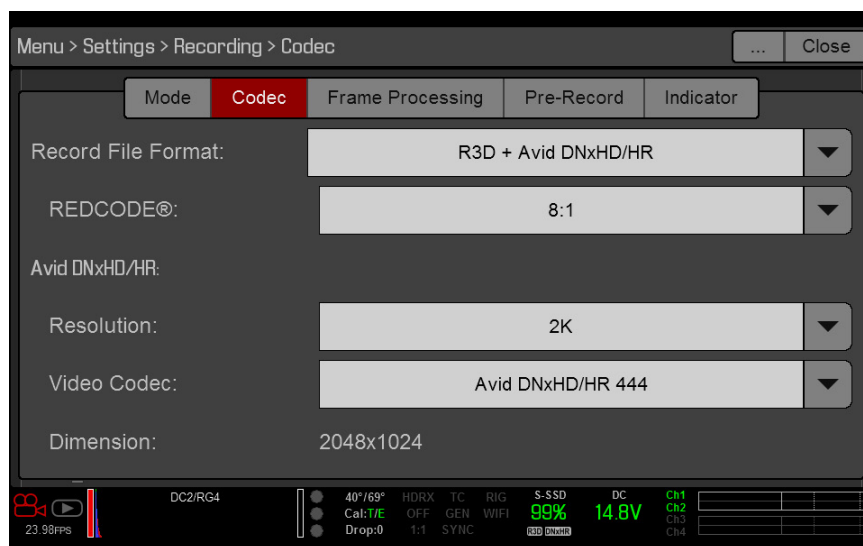 Menu > Settings > Recording > Codec ... Close
Mode Codec Frame Processing Pre-Record Indicator
Record File Format: R3D + Avid DNxHD/HR
REDCODE®: 8:1
Avid DNxHD/HR:
Resolution: 2K
Video Codec: Avid DNxHD/HR 444
Dimension: 2048x1024
DC2/RG4 40°/69° HDRX TC RIG S-SSD DC Ch1
Cal:T/E OFF GEN WIFI 99% 14.8V Ch2
23.98FPS Drop:0 1:1 SYNC R3D DNxHR Ch3
Ch4